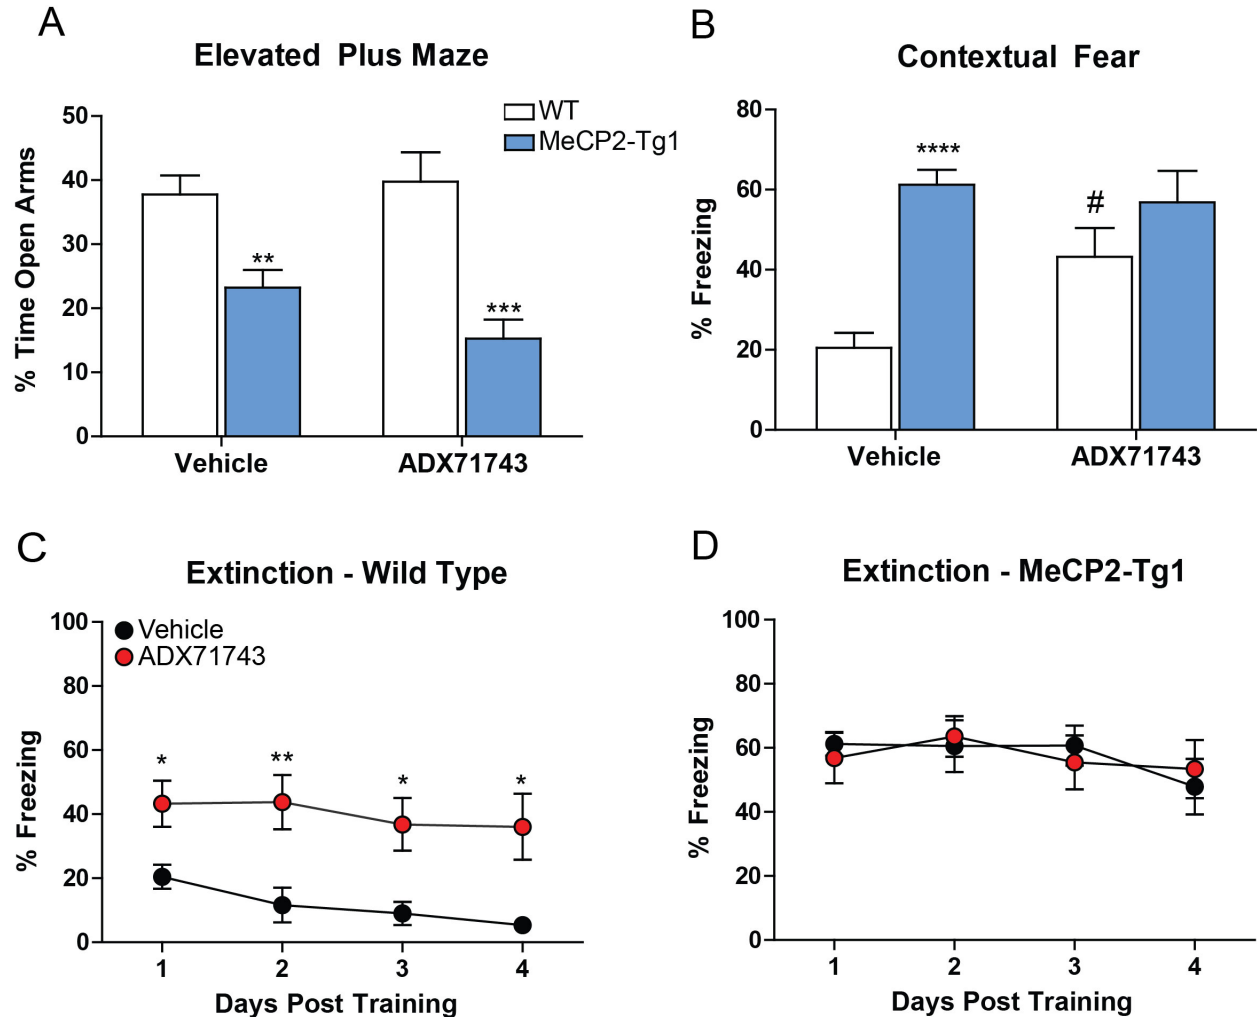 A
Elevated Plus Maze
WT
MeCP2-Tg1
% Time Open Arms
50
40
30
20
10
0
**
***
Vehicle
ADX71743
B
Contextual Fear
% Freezing
80
60
40
20
0
****
#
Vehicle
ADX71743
C
Extinction - Wild Type
Vehicle
ADX71743
% Freezing
100
80
60
40
20
0
*
**
*
*
1 2 3 4
Days Post Training
D
Extinction - MeCP2-Tg1
% Freezing
100
80
60
40
20
0
1 2 3 4
Days Post Training